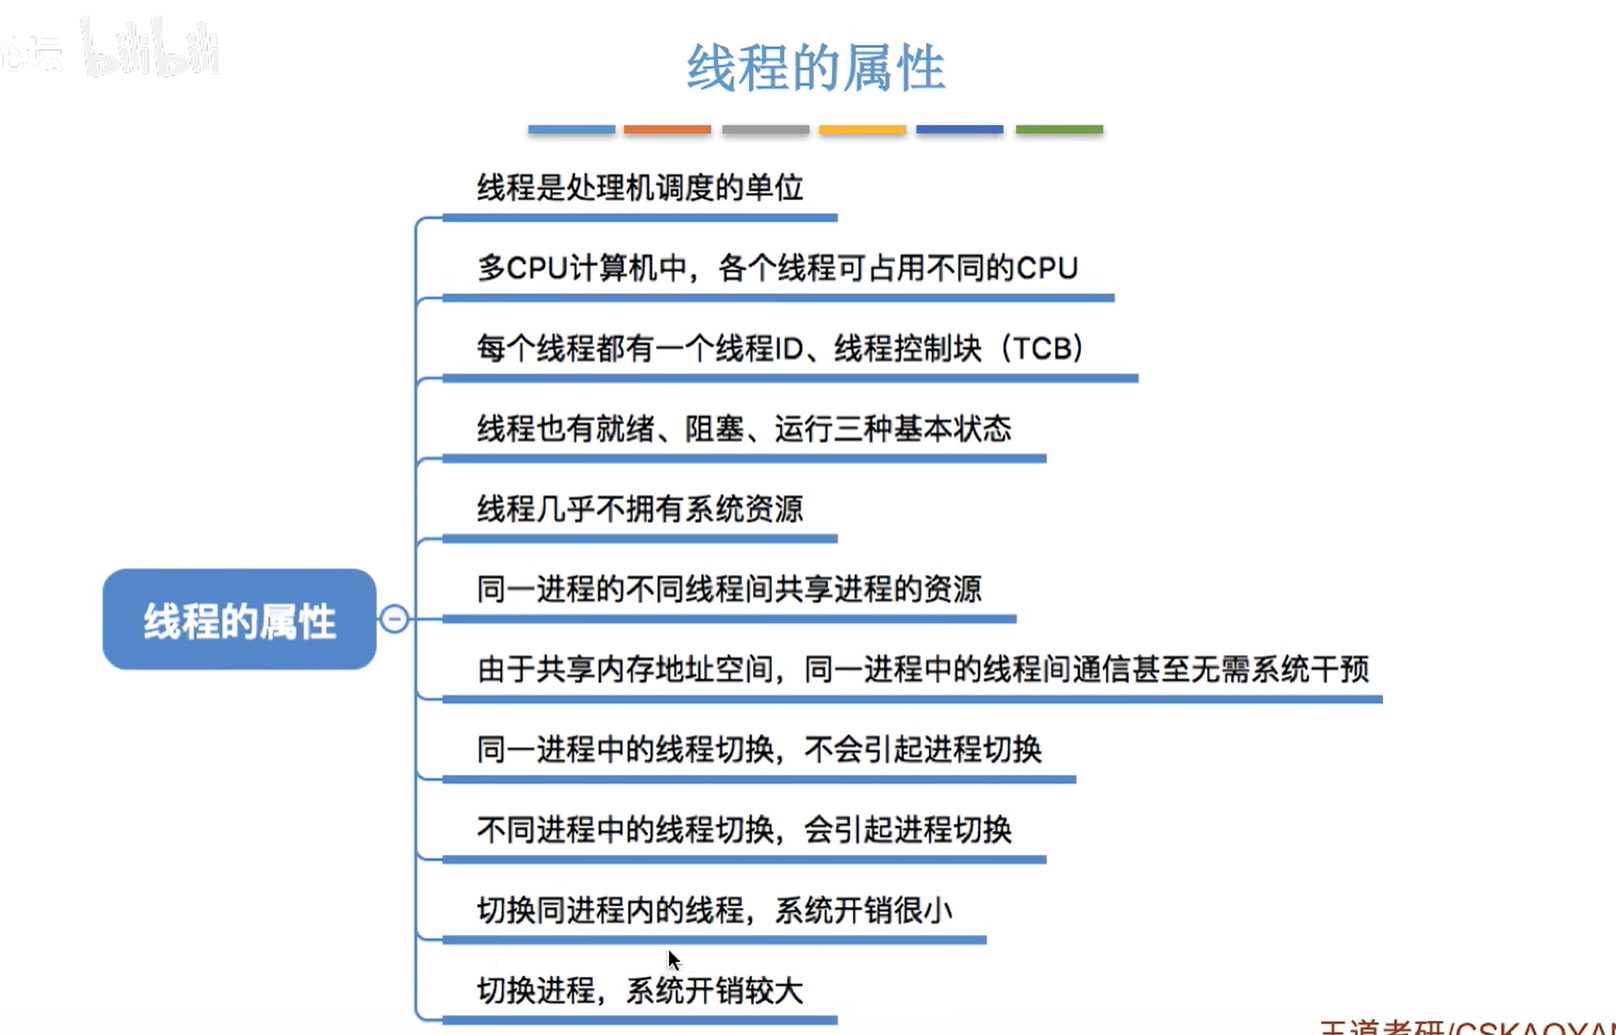 论坛 bilibili
线程的属性
线程是处理机调度的单位
多CPU计算机中，各个线程可占用不同的CPU
每个线程都有一个线程ID、线程控制块（TCB）
线程也有就绪、阻塞、运行三种基本状态
线程几乎不拥有系统资源
同一进程的不同线程间共享进程的资源
线程的属性
由于共享内存地址空间，同一进程中的线程间通信甚至无需系统干预
同一进程中的线程切换，不会引起进程切换
不同进程中的线程切换，会引起进程切换
切换同进程内的线程，系统开销很小
切换进程，系统开销较大
王道考研/CSKAOYAN